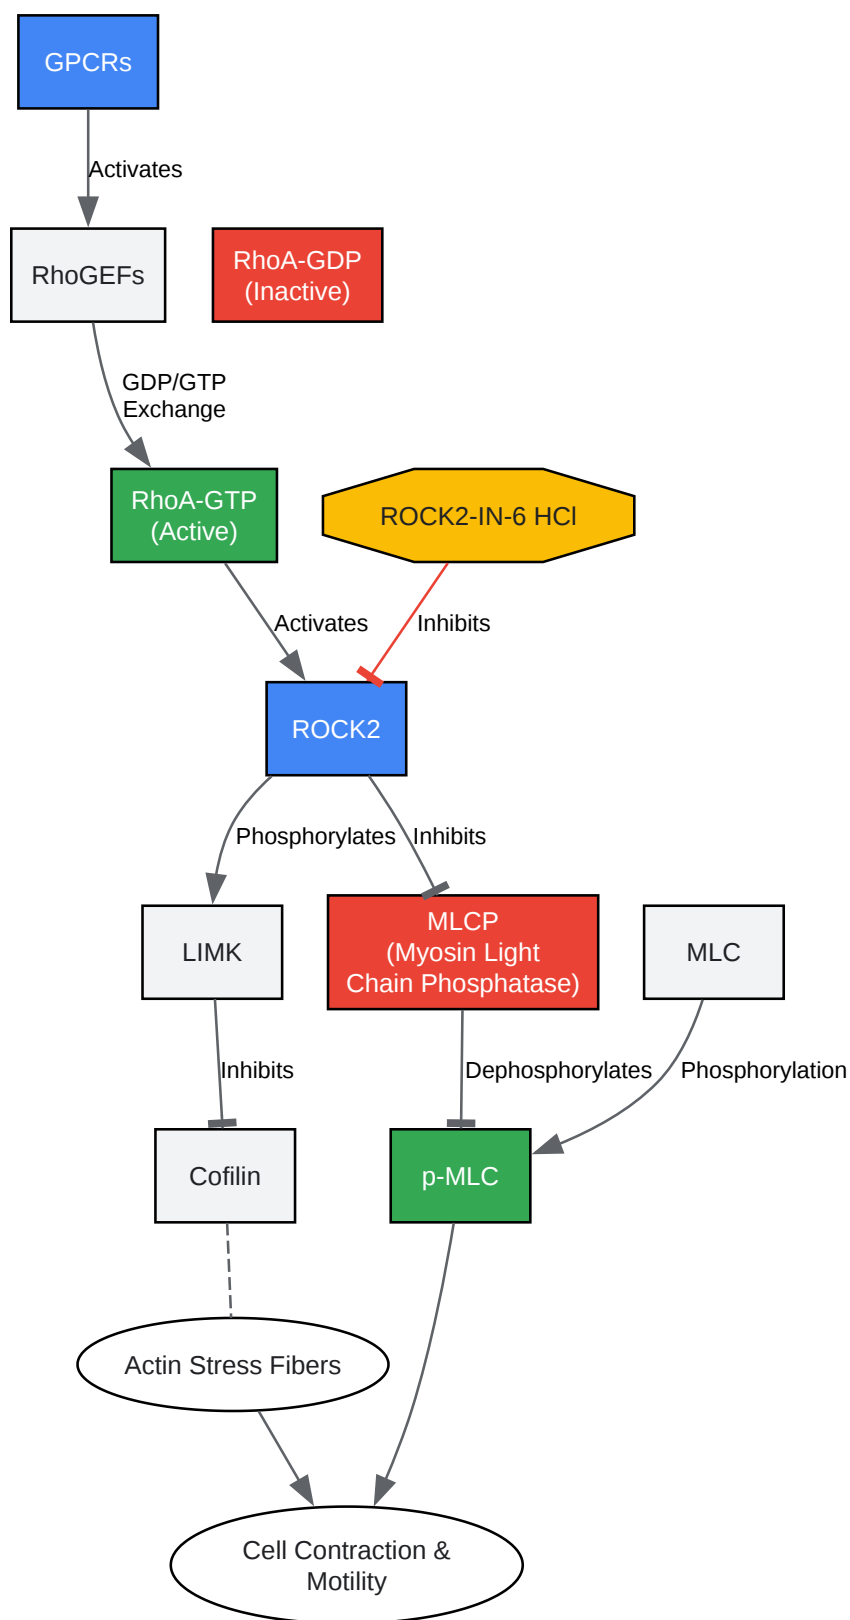 GPCRs
Activates
RhoGEFs
RhoA-GDP
(Inactive)
GDP/GTP
Exchange
RhoA-GTP
(Active)
ROCK2-IN-6 HCl
Activates
Inhibits
ROCK2
Phosphorylates
Inhibits
LIMK
MLCP
(Myosin Light
Chain Phosphatase)
MLC
Inhibits
Dephosphorylates
Phosphorylation
Cofilin
p-MLC
Actin Stress Fibers
Cell Contraction &
Motility